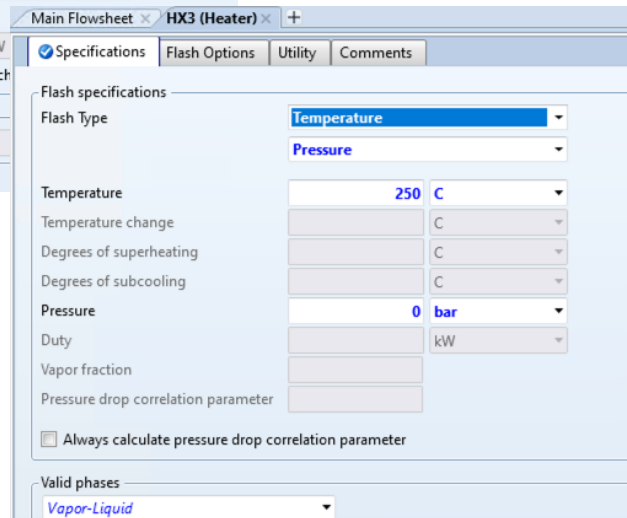 Main Flowsheet × HX3 (Heater) × +
Specifications Flash Options Utility Comments
Flash specifications
Flash Type Temperature
Pressure
Temperature 250 C
Temperature change C
Degrees of superheating C
Degrees of subcooling C
Pressure 0 bar
Duty kW
Vapor fraction
Pressure drop correlation parameter
Always calculate pressure drop correlation parameter
Valid phases
Vapor-Liquid